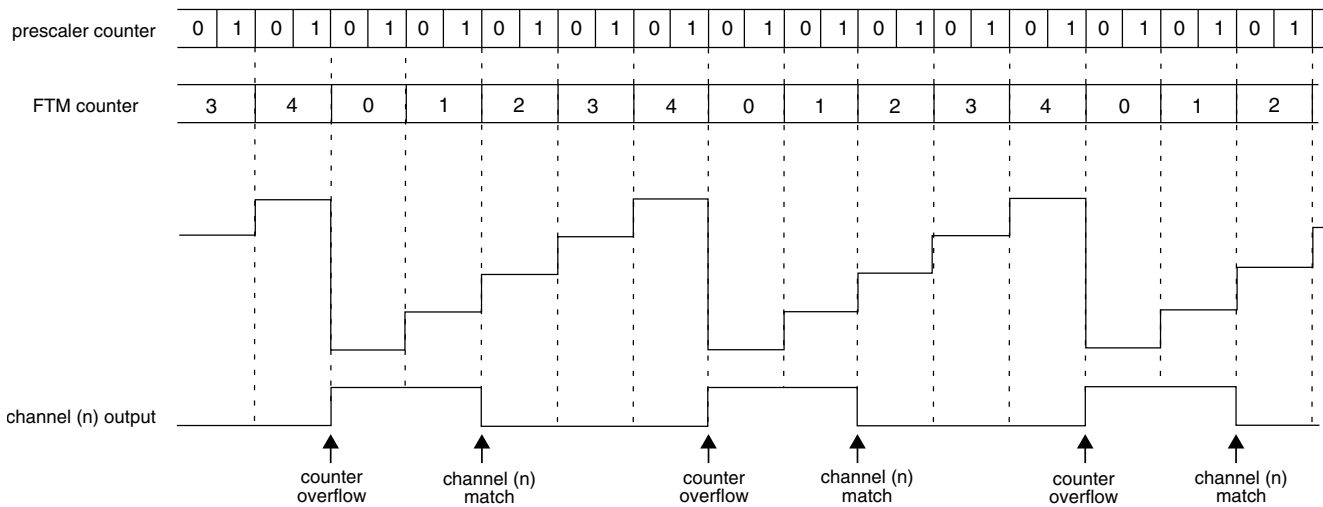 prescaler counter 0 1 0 1 0 1 0 1 0 1 0 1 0 1 0 1 0 1 0 1 0 1 0 1 0 1 0 1 0 1
FTM counter 3 4 0 1 2 3 4 0 1 2 3 4 0 1 2
channel (n) output
counter overflow
channel (n) match
counter overflow
channel (n) match
counter overflow
channel (n) match